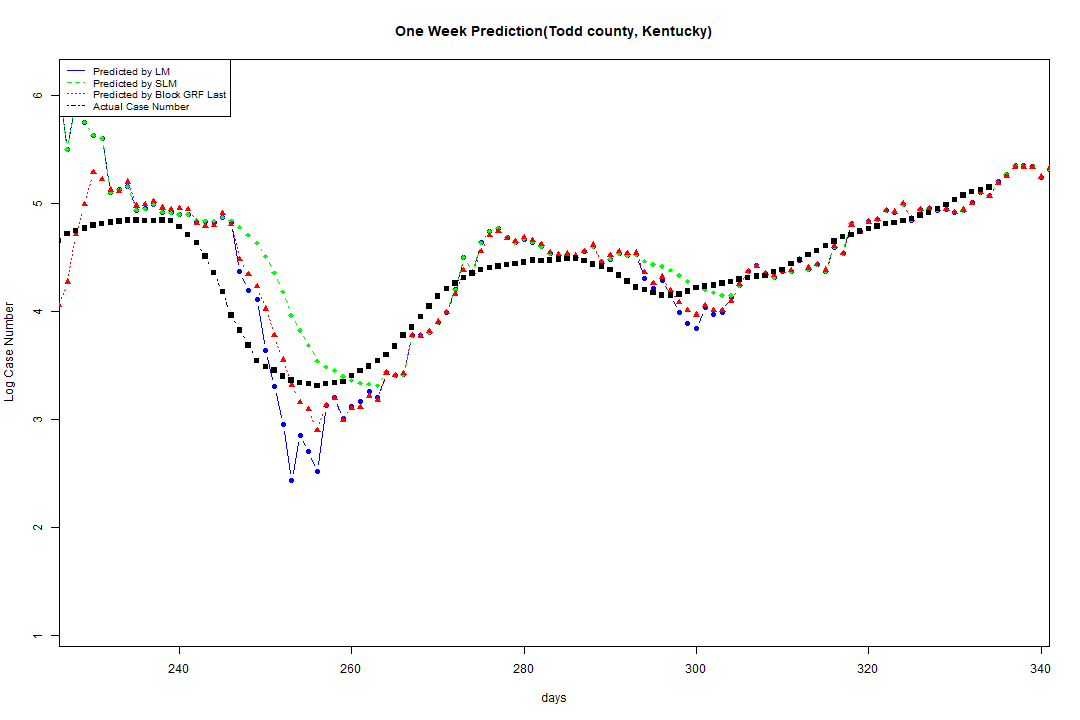 One Week Prediction(Todd county, Kentucky)
Predicted by LM
Predicted by SLM
Predicted by Block GRF Last
Actual Case Number
Log Case Number
6
5
4
3
2
1
240 260 280 300 320 340
days